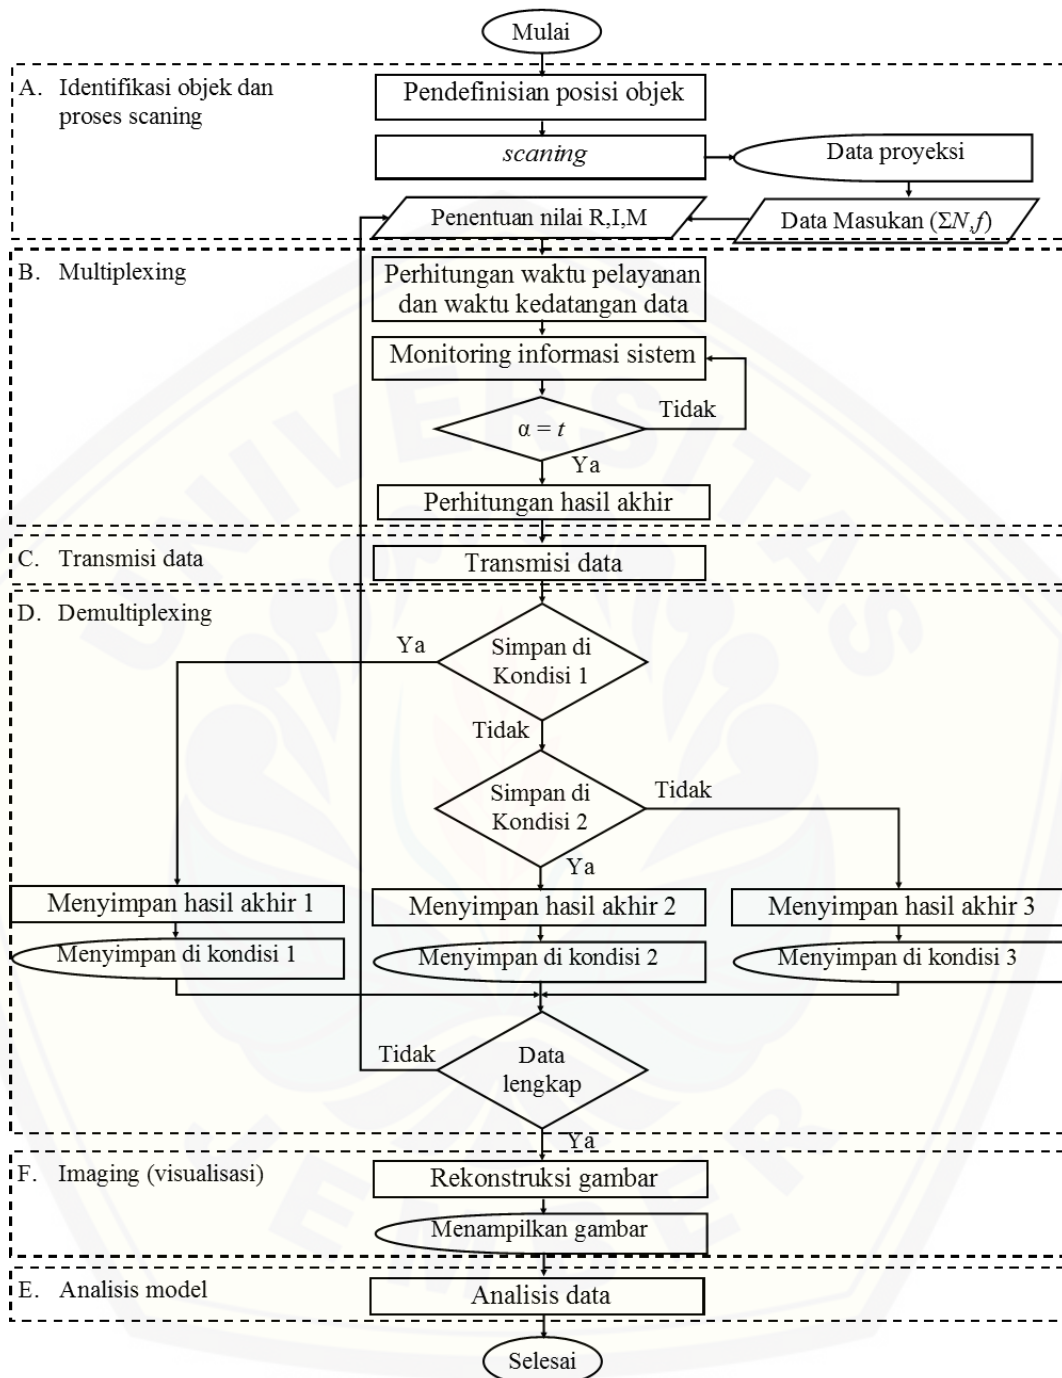 Mulai
A. Identifikasi objek dan
proses scaning
Pendefinisian posisi objek
scaning
Data proyeksi
Penentuan nilai R,I,M
Data Masukan (ΣN,f)
B. Multiplexing
Perhitungan waktu pelayanan
dan waktu kedatangan data
Monitoring informasi sistem
Tidak
α = t
Ya
Perhitungan hasil akhir
C. Transmisi data
Transmisi data
D. Demultiplexing
Ya
Simpan di
Kondisi 1
Tidak
Simpan di
Kondisi 2
Tidak
Ya
Menyimpan hasil akhir 1
Menyimpan hasil akhir 2
Menyimpan hasil akhir 3
Menyimpan di kondisi 1
Menyimpan di kondisi 2
Menyimpan di kondisi 3
Tidak
Data
lengkap
Ya
F. Imaging (visualisasi)
Rekonstruksi gambar
Menampilkan gambar
E. Analisis model
Analisis data
Selesai
UNIVERSITAS
JEMBER